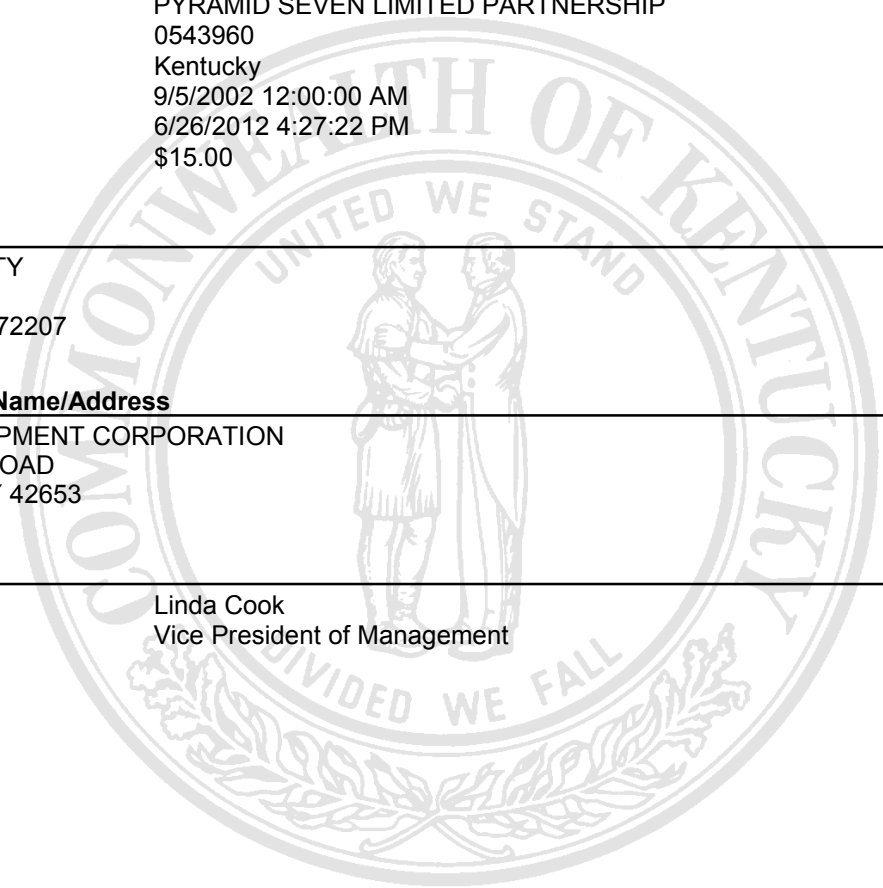 PYRAMID SEVEN LIMITED PARTNERSHIP
0543960
Kentucky
9/5/2002 12:00:00 AM
6/26/2012 4:27:22 PM
$15.00
TY
72207
Name/Address
PMENT CORPORATION
OAD
42653
Linda Cook
Vice President of Management
COMMONWEALTH OF KENTUCKY
UNITED WE STAND
DIVIDED WE FALL